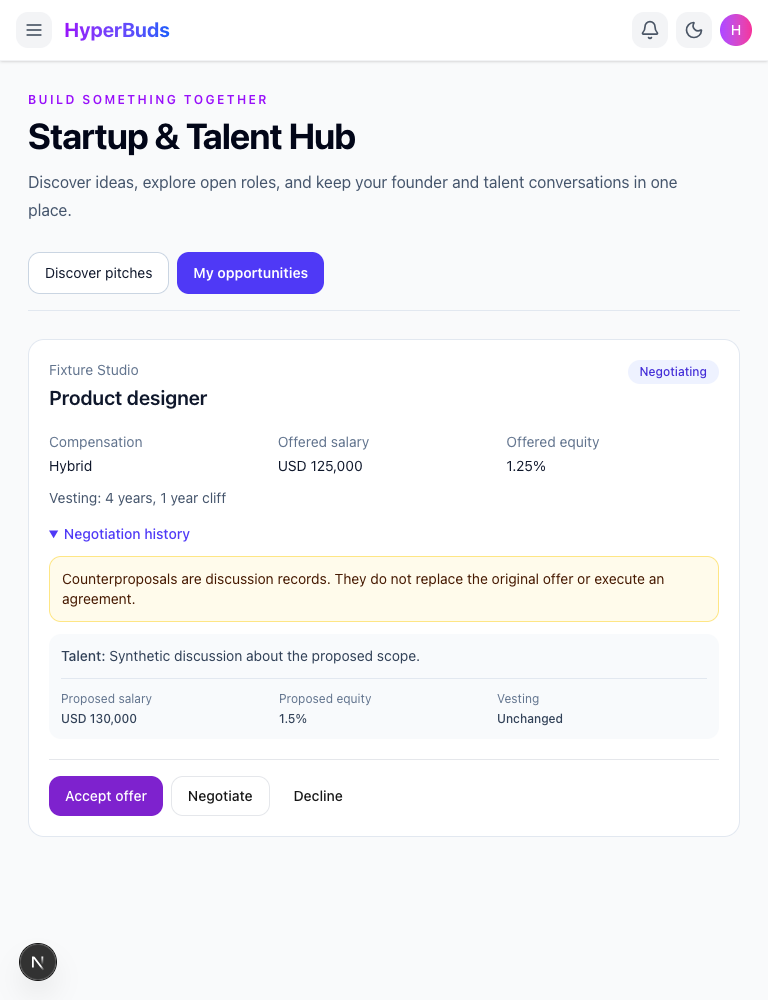 HyperBuds
H
BUILD SOMETHING TOGETHER
Startup & Talent Hub
Discover ideas, explore open roles, and keep your founder and talent conversations in one
place.
Discover pitches
My opportunities
Fixture Studio
Negotiating
Product designer
Compensation
Offered salary
Offered equity
Hybrid
USD 125,000
1.25%
Vesting: 4 years, 1 year cliff
▼ Negotiation history
Counterproposals are discussion records. They do not replace the original offer or execute an
agreement.
Talent: Synthetic discussion about the proposed scope.
Proposed salary
Proposed equity
Vesting
USD 130,000
1.5%
Unchanged
Accept offer
Negotiate
Decline
N